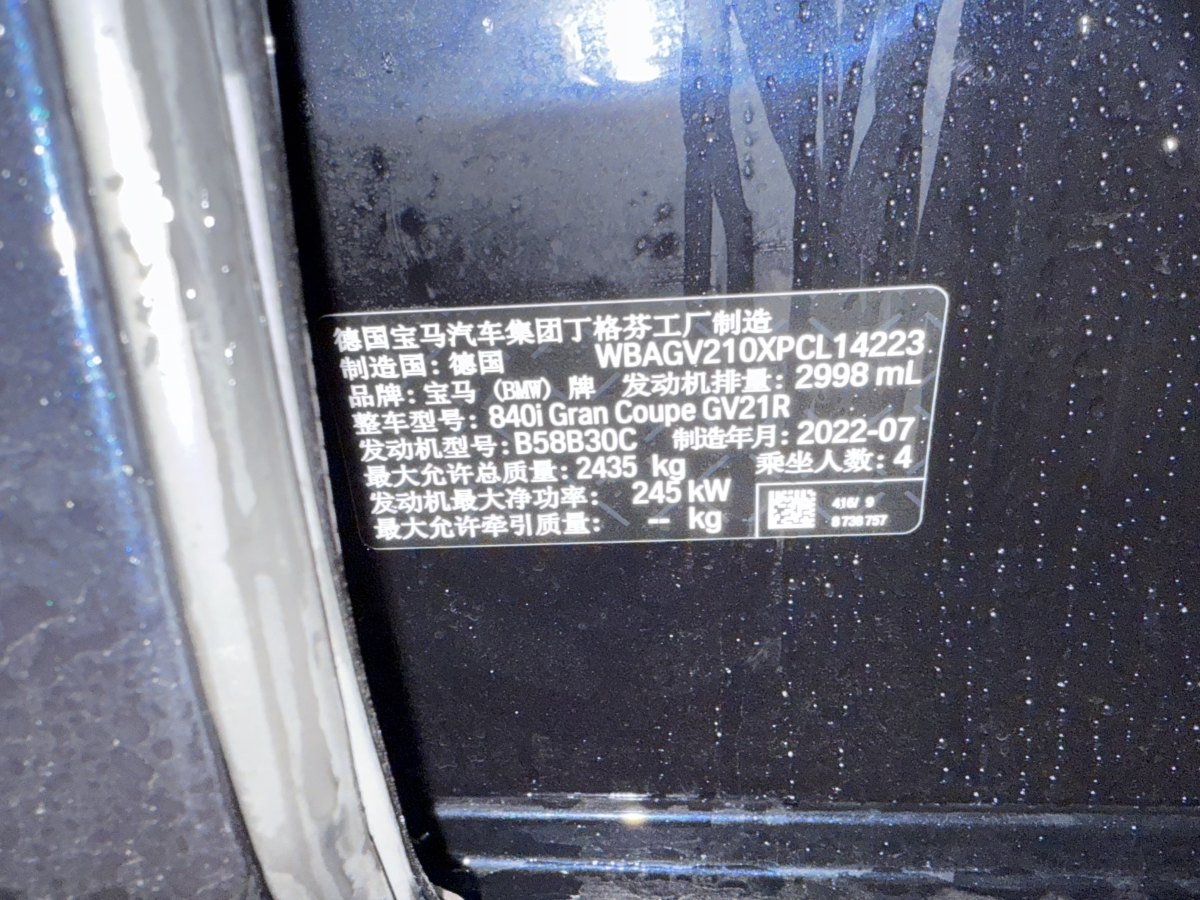 德国宝马汽车集团丁格芬工厂制造
制造国: 德国 WBAGV210XPCL14223
品牌: 宝马 (BMW) 牌 发动机排量: 2998 mL
整车型号: 840i Gran Coupe GV21R
发动机型号: B58B30C 制造年月: 2022-07
最大允许总质量: 2435 kg 乘坐人数: 4
发动机最大净功率: 245 kW
最大允许牵引质量: -- kg
416/ 9
8738757